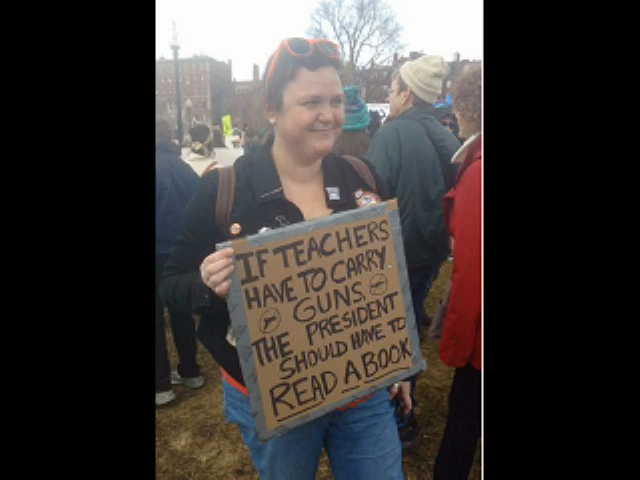 IF TEACHERS
HAVE TO CARRY
GUNS,
THE PRESIDENT
SHOULD HAVE TO
READ A BOOK